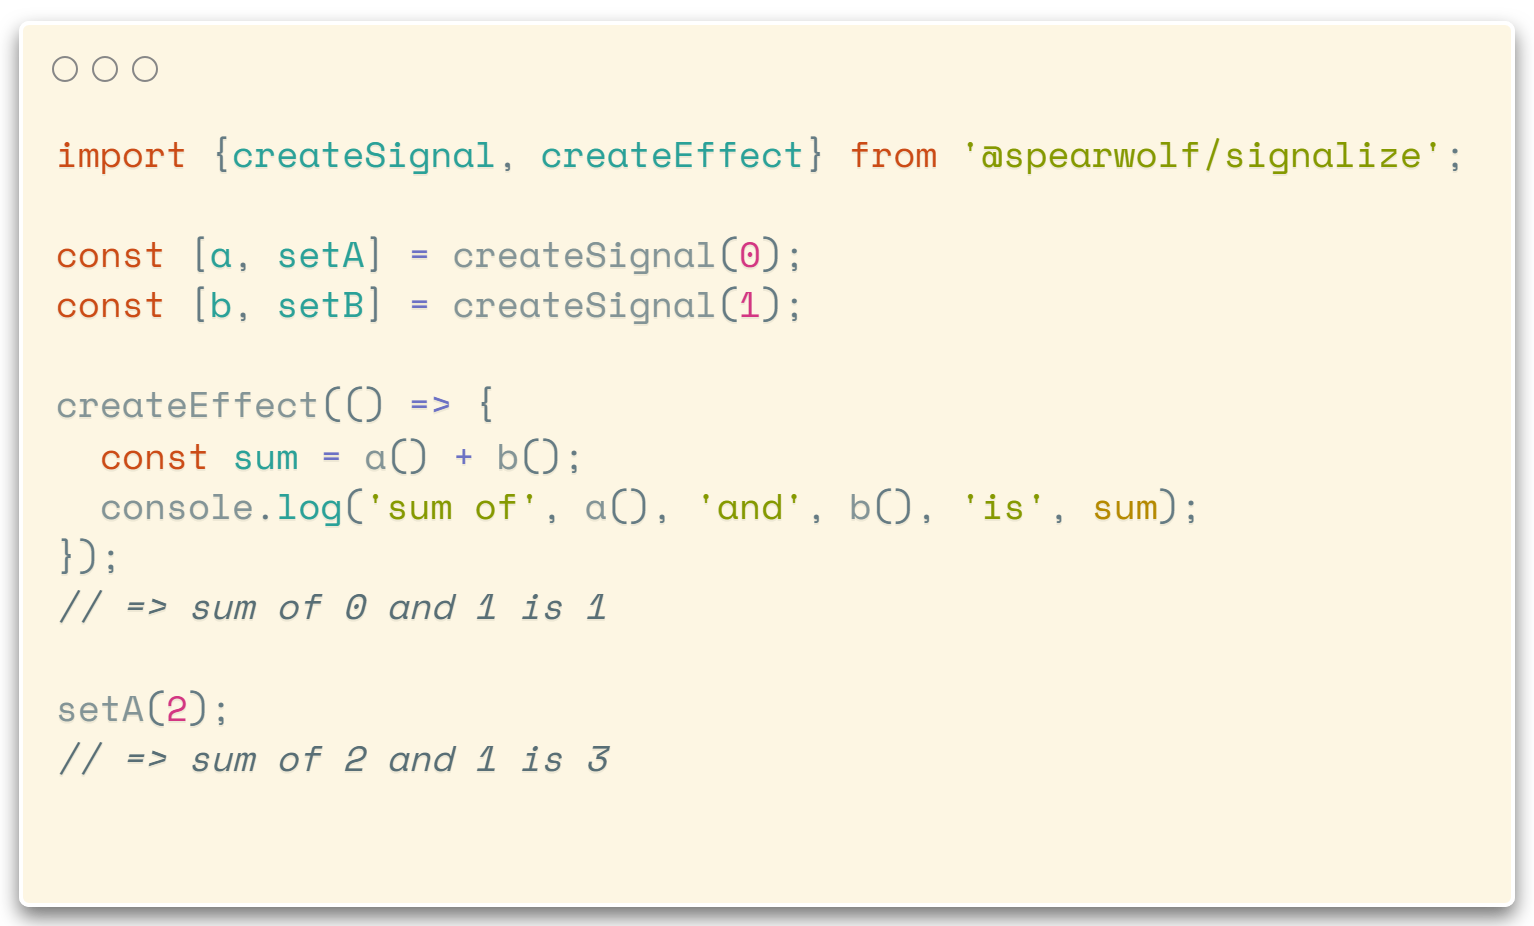 import {createSignal, createEffect} from '@spearwolf/signalize';
const [a, setA] = createSignal(0);
const [b, setB] = createSignal(1);
createEffect(() => {
  const sum = a() + b();
  console.log('sum of', a(), 'and', b(), 'is', sum);
});
// => sum of 0 and 1 is 1
setA(2);
// => sum of 2 and 1 is 3